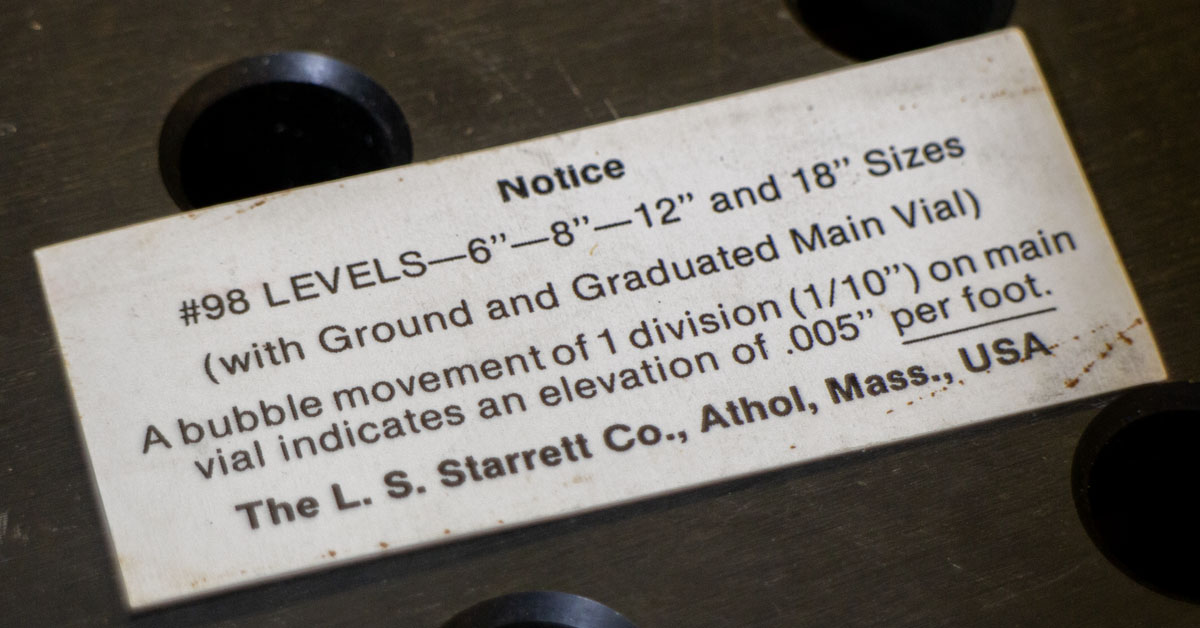 Notice
#98 LEVELS—6”—8”—12” and 18” Sizes
(with Ground and Graduated Main Vial)
A bubble movement of 1 division (1/10”) on main
vial indicates an elevation of .005” per foot.
The L. S. Starrett Co., Athol, Mass., USA